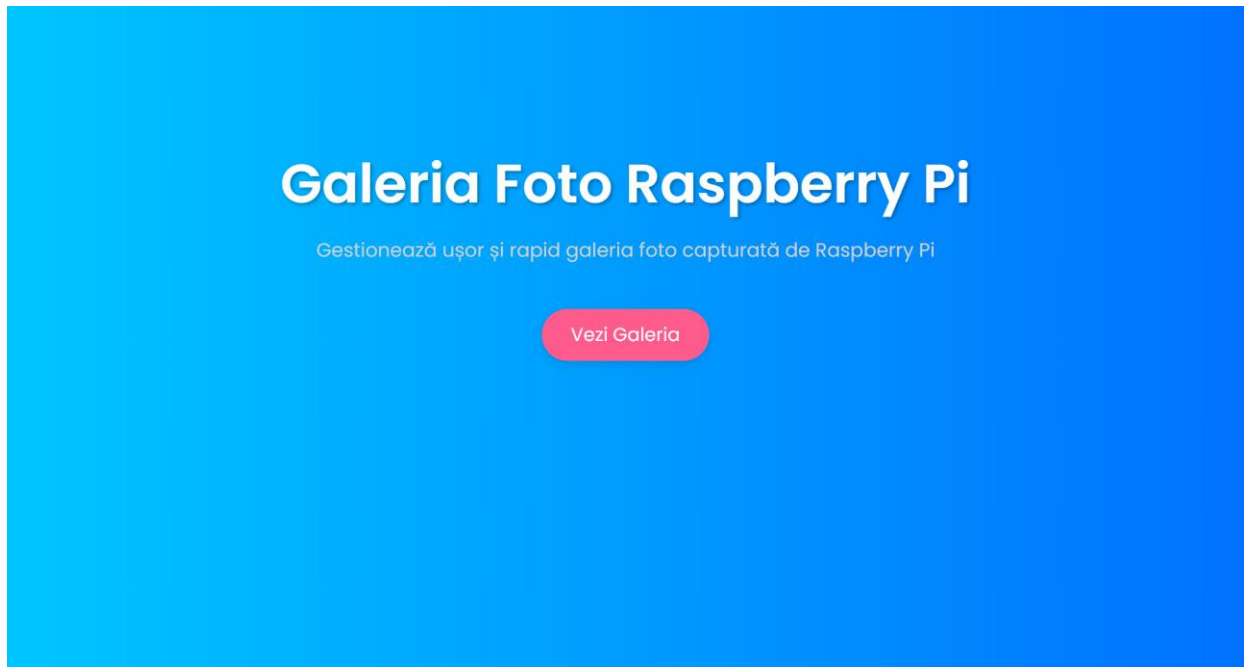 Galeria Foto Raspberry Pi
Gestionează ușor și rapid galeria foto capturată de Raspberry Pi
Vezi Galeria